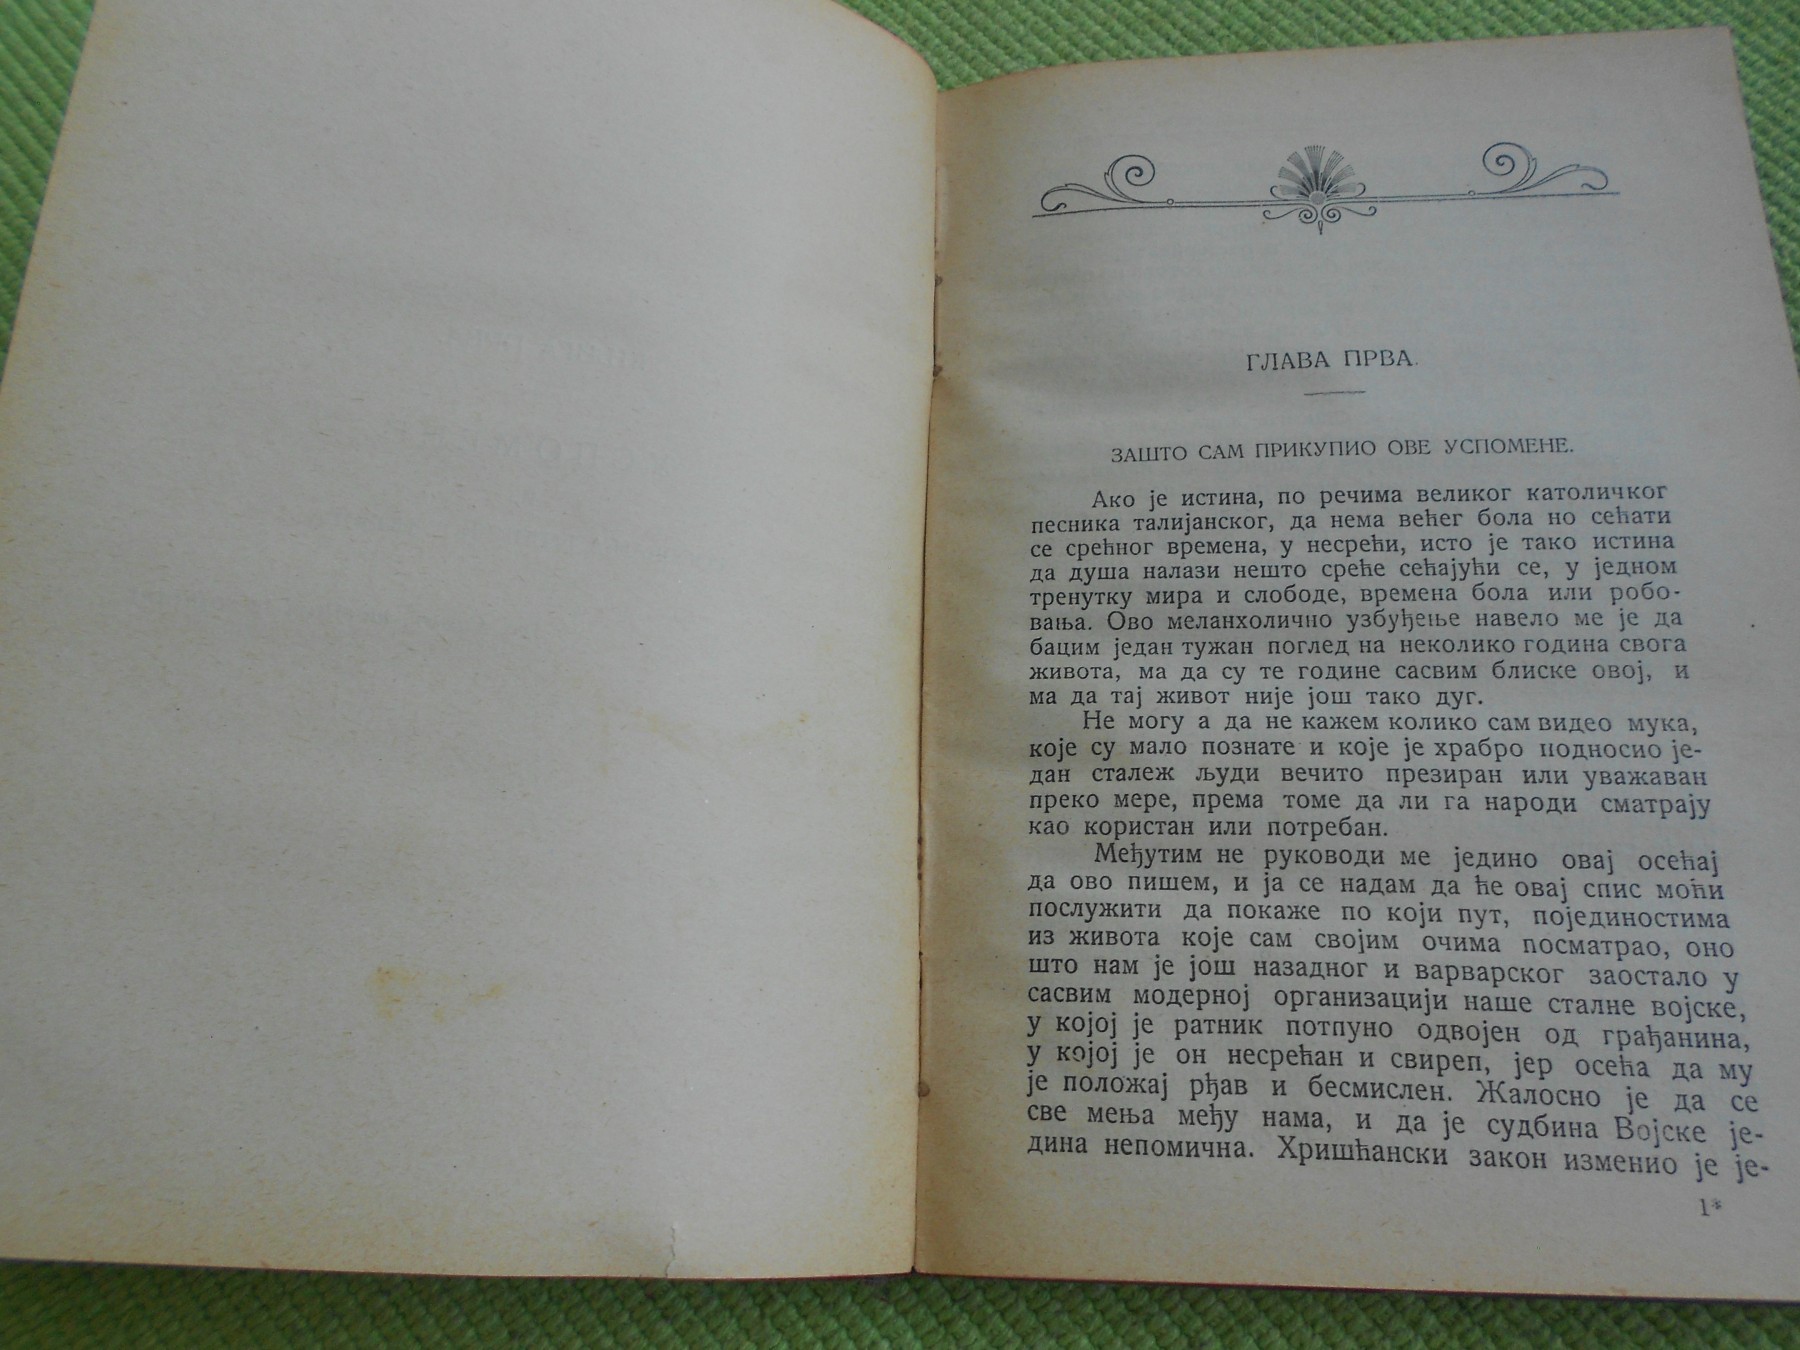 ГЛАВА ПРВА.
ЗАШТО САМ ПРИКУПИО ОВЕ УСПОМЕНЕ.
Ако је истина, по речима великог католичког
песника талијанског, да нема већег бола но сећати
се срећног времена, у несрећи, исто је тако истина
да душа налази нешто среће сећајући се, у једном
тренутку мира и слободе, времена бола или робо-
вања. Ово меланхолично узбуђење навело ме је да
бацим један тужан поглед на неколико година свога
живота, ма да су те године сасвим блиске овој, и
ма да тај живот није још тако дуг.
Не могу а да не кажем колико сам видео мука,
које су мало познате и које је храбро подносио је-
дан сталеж људи вечито презиран или уважаван
преко мере, према томе да ли га народи сматрају
као користан или потребан.
Међутим не руководи ме једино овај осећај
да ово пишем, и ја се надам да ће овај спис моћи
послужити да покаже по који пут, појединостима
из живота које сам својим очима посматрао, оно
што нам је још назадног и варварског заостало у
сасвим модерној организацији наше сталне војске,
у којој је ратник потпуно одвојен од грађанина,
у којој је он несрећан и свиреп, јер осећа да му
је положај рђав и бесмислен. Жалосно је да се
све мења међу нама, и да је судбина Војске је-
дина непомична. Хришћански закон изменио је је-
1*